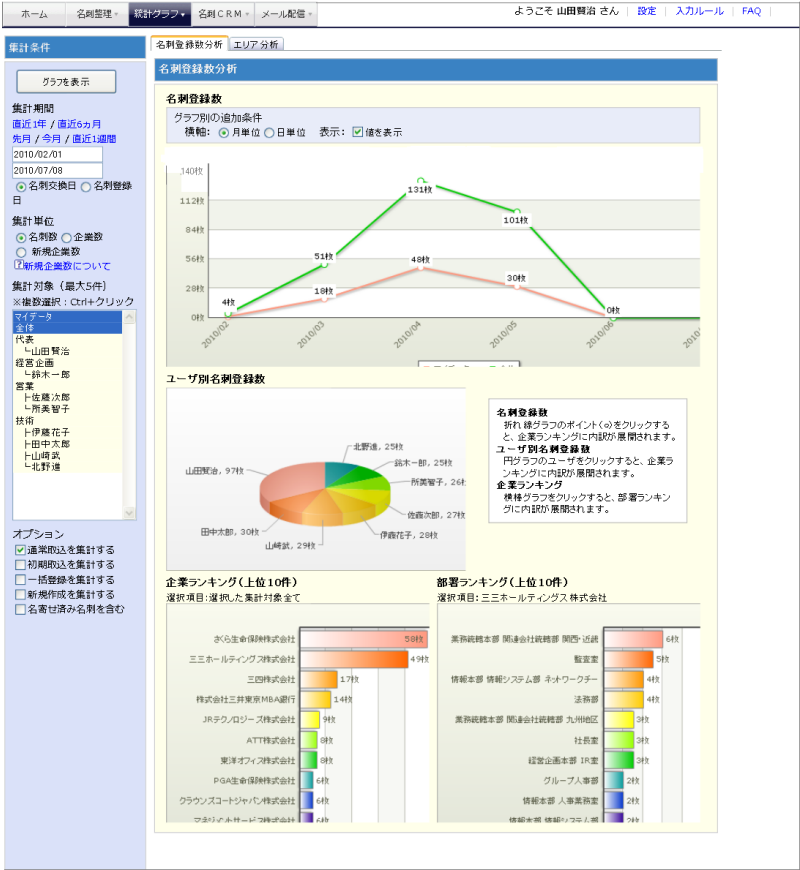 ホーム
名刺整理
統計グラフ
名刺CRM
メール配信
ようこそ 山田賢治 さん
設定
入力ルール
FAQ
集計条件
グラフを表示
集計期間
直近1年 / 直近6ヵ月
先月 / 今月 / 直近1週間
2010/02/01
2010/07/08
名刺交換日 名刺登録
日
集計単位
名刺数 企業数
新規企業数
新規企業数について
集計対象 (最大5件)
※複数選択:Ctrl+クリック
マイデータ
全体
代表
└山田賢治
経営企画
└鈴木一郎
営業
├佐藤次郎
└所美智子
技術
├伊藤花子
├田中太郎
├山崎武
└北野進
オプション
通常取込を集計する
初期取込を集計する
一括登録を集計する
新規作成を集計する
名寄せ済み名刺を含む
名刺登録数分析
エリア分析
名刺登録数分析
名刺登録数
グラフ別の追加条件
横軸: 月単位 日単位 表示: 値を表示
140枚
112枚
84枚
56枚
28枚
0枚
4枚
51枚
131枚
101枚
18枚
48枚
30枚
0枚
2010/02
2010/03
2010/04
2010/05
2010/06
ユーザ別名刺登録数
北野進, 25枚
鈴木一郎, 25枚
所美智子, 26
佐藤次郎, 27枚
伊藤花子, 28枚
山崎武, 29枚
田中太郎, 30枚
山田賢治, 97枚
名刺登録数
折れ線グラフのポイント(○)をクリックする
と、企業ランキングに内訳が展開されます。
ユーザ別名刺登録数
円グラフのユーザをクリックすると、企業ラ
ンキングに内訳が展開されます。
企業ランキング
横棒グラフをクリックすると、部署ランキン
グに内訳が展開されます。
企業ランキング(上位10件)
選択項目:選択した集計対象全て
さくら生命保険株式会社 58枚
三三ホールティングス株式会社 49枚
三四株式会社 17枚
株式会社三井東京MBA銀行 14枚
JRテクノロジーズ株式会社 9枚
ATT株式会社 8枚
東洋オフィス株式会社 8枚
PGA生命保険株式会社 6枚
クラウンズコートジャパン株式会社 6枚
6枚
部署ランキング(上位10件)
選択項目:三三ホールティングス株式会社
業務統轄本部 関連会社統轄部 関西・近畿 6枚
監査室 5枚
情報本部 情報システム部 ネットワークチー 4枚
法務部 4枚
業務統轄本部 関連会社統轄部 九州地区 3枚
社長室 3枚
経営企画本部 IR室 3枚
グループ人事部 2枚
情報本部 人事業務室 2枚
情報本部 情報システム部 2枚